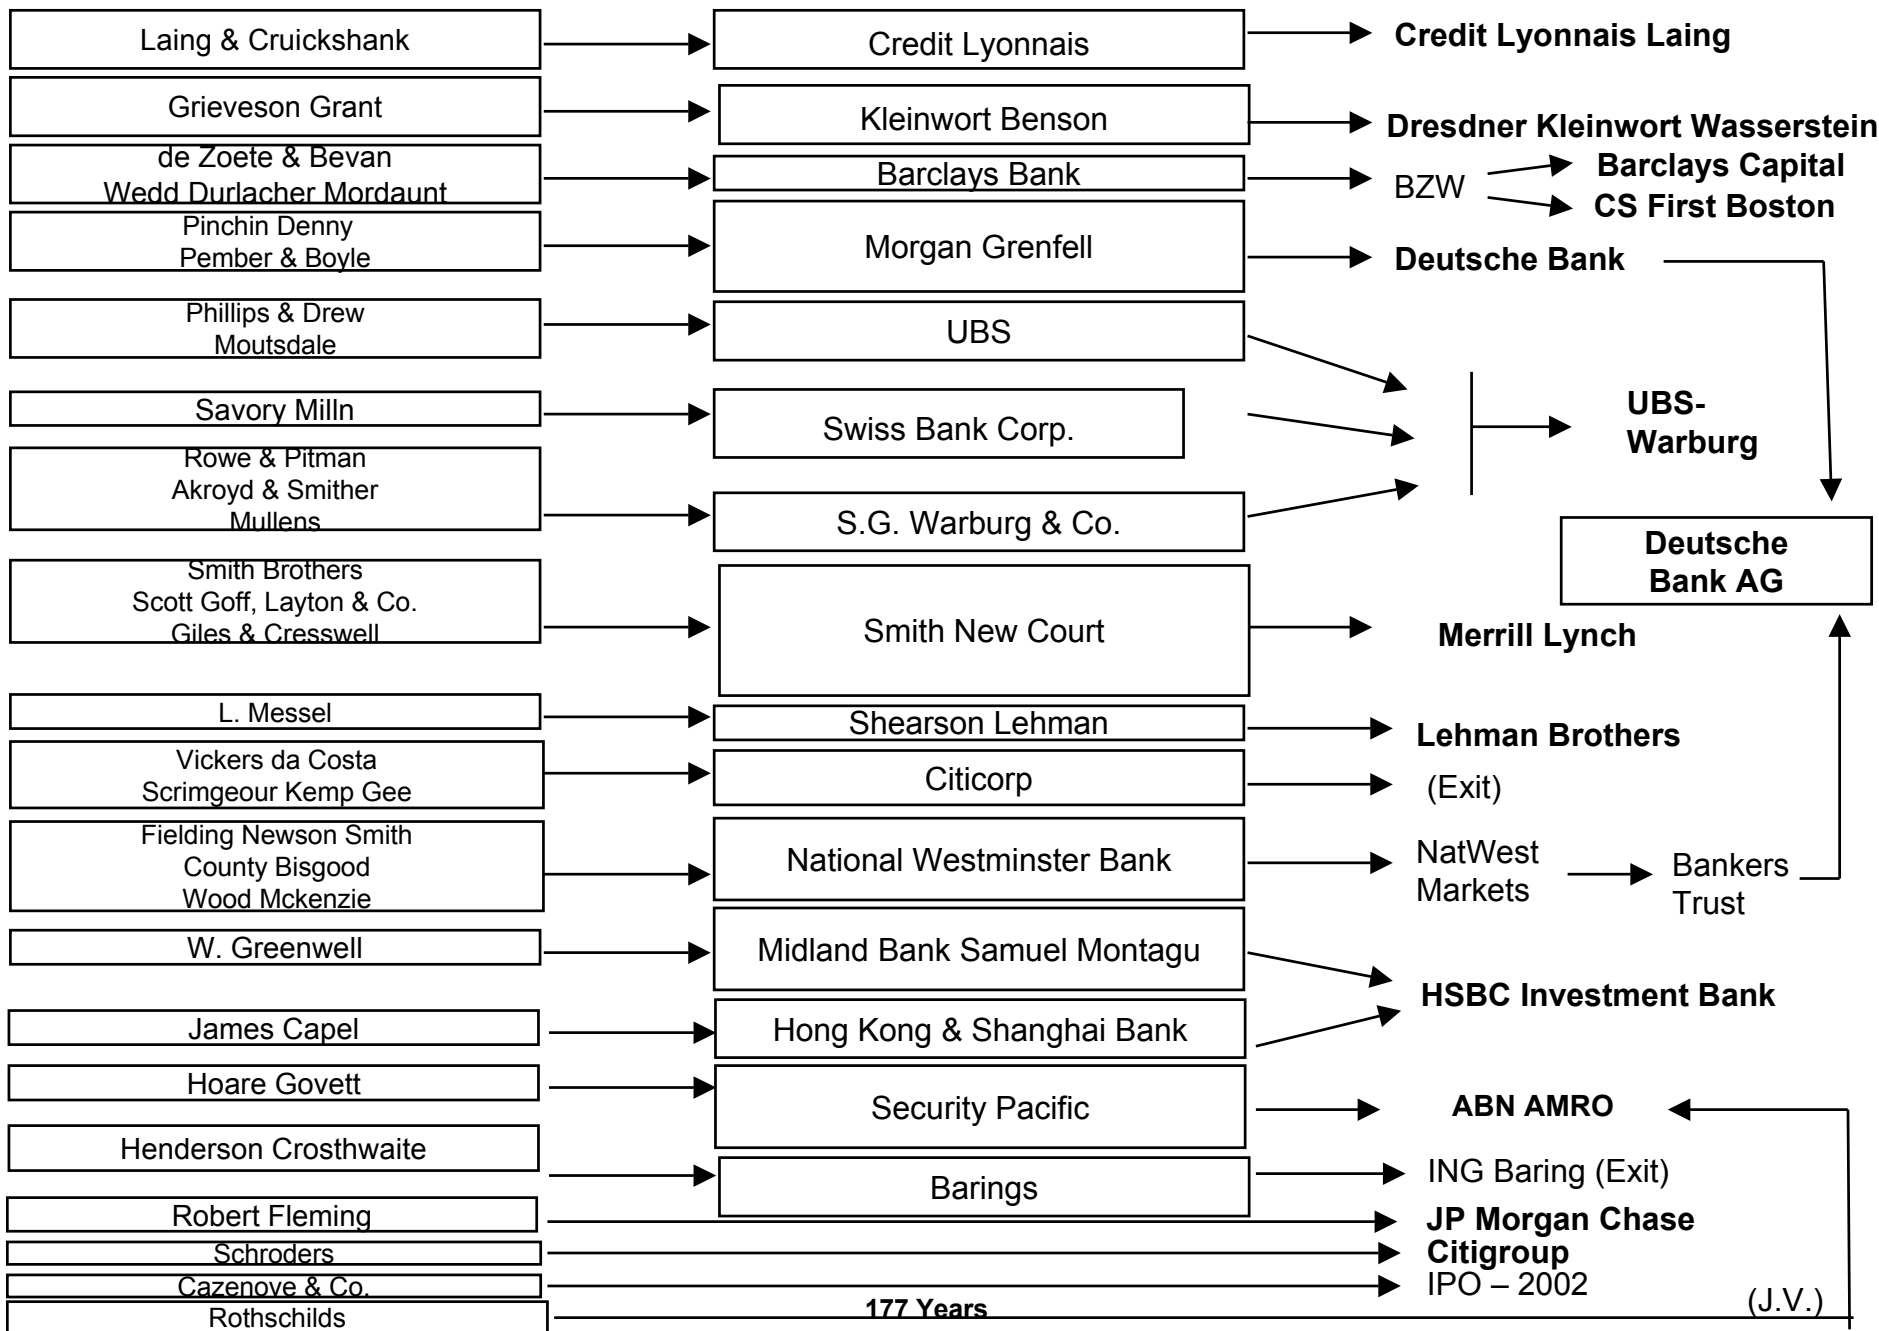 Laing & Cruickshank
Credit Lyonnais
Credit Lyonnais Laing
Grieveson Grant
Kleinwort Benson
Dresdner Kleinwort Wasserstein
de Zoete & Bevan
Wedd Durlacher Mordaunt
Barclays Bank
BZW
Barclays Capital
CS First Boston
Pinchin Denny
Pember & Boyle
Morgan Grenfell
Deutsche Bank
Phillips & Drew
Moutsdale
UBS
Savory Milln
Swiss Bank Corp.
UBS-
Warburg
Rowe & Pitman
Akroyd & Smither
Mullens
S.G. Warburg & Co.
Deutsche
Bank AG
Smith Brothers
Scott Goff, Layton & Co.
Giles & Cresswell
Smith New Court
Merrill Lynch
L. Messel
Shearson Lehman
Lehman Brothers
Vickers da Costa
Scrimgeour Kemp Gee
Citicorp
(Exit)
Fielding Newson Smith
County Bisgood
Wood Mckenzie
National Westminster Bank
NatWest
Markets
Bankers
Trust
W. Greenwell
Midland Bank Samuel Montagu
HSBC Investment Bank
James Capel
Hong Kong & Shanghai Bank
Hoare Govett
Security Pacific
ABN AMRO
Henderson Crosthwaite
Barings
ING Baring (Exit)
Robert Fleming
JP Morgan Chase
Schroders
Citigroup
Cazenove & Co.
IPO – 2002
Rothschilds
177 Years
(J.V.)